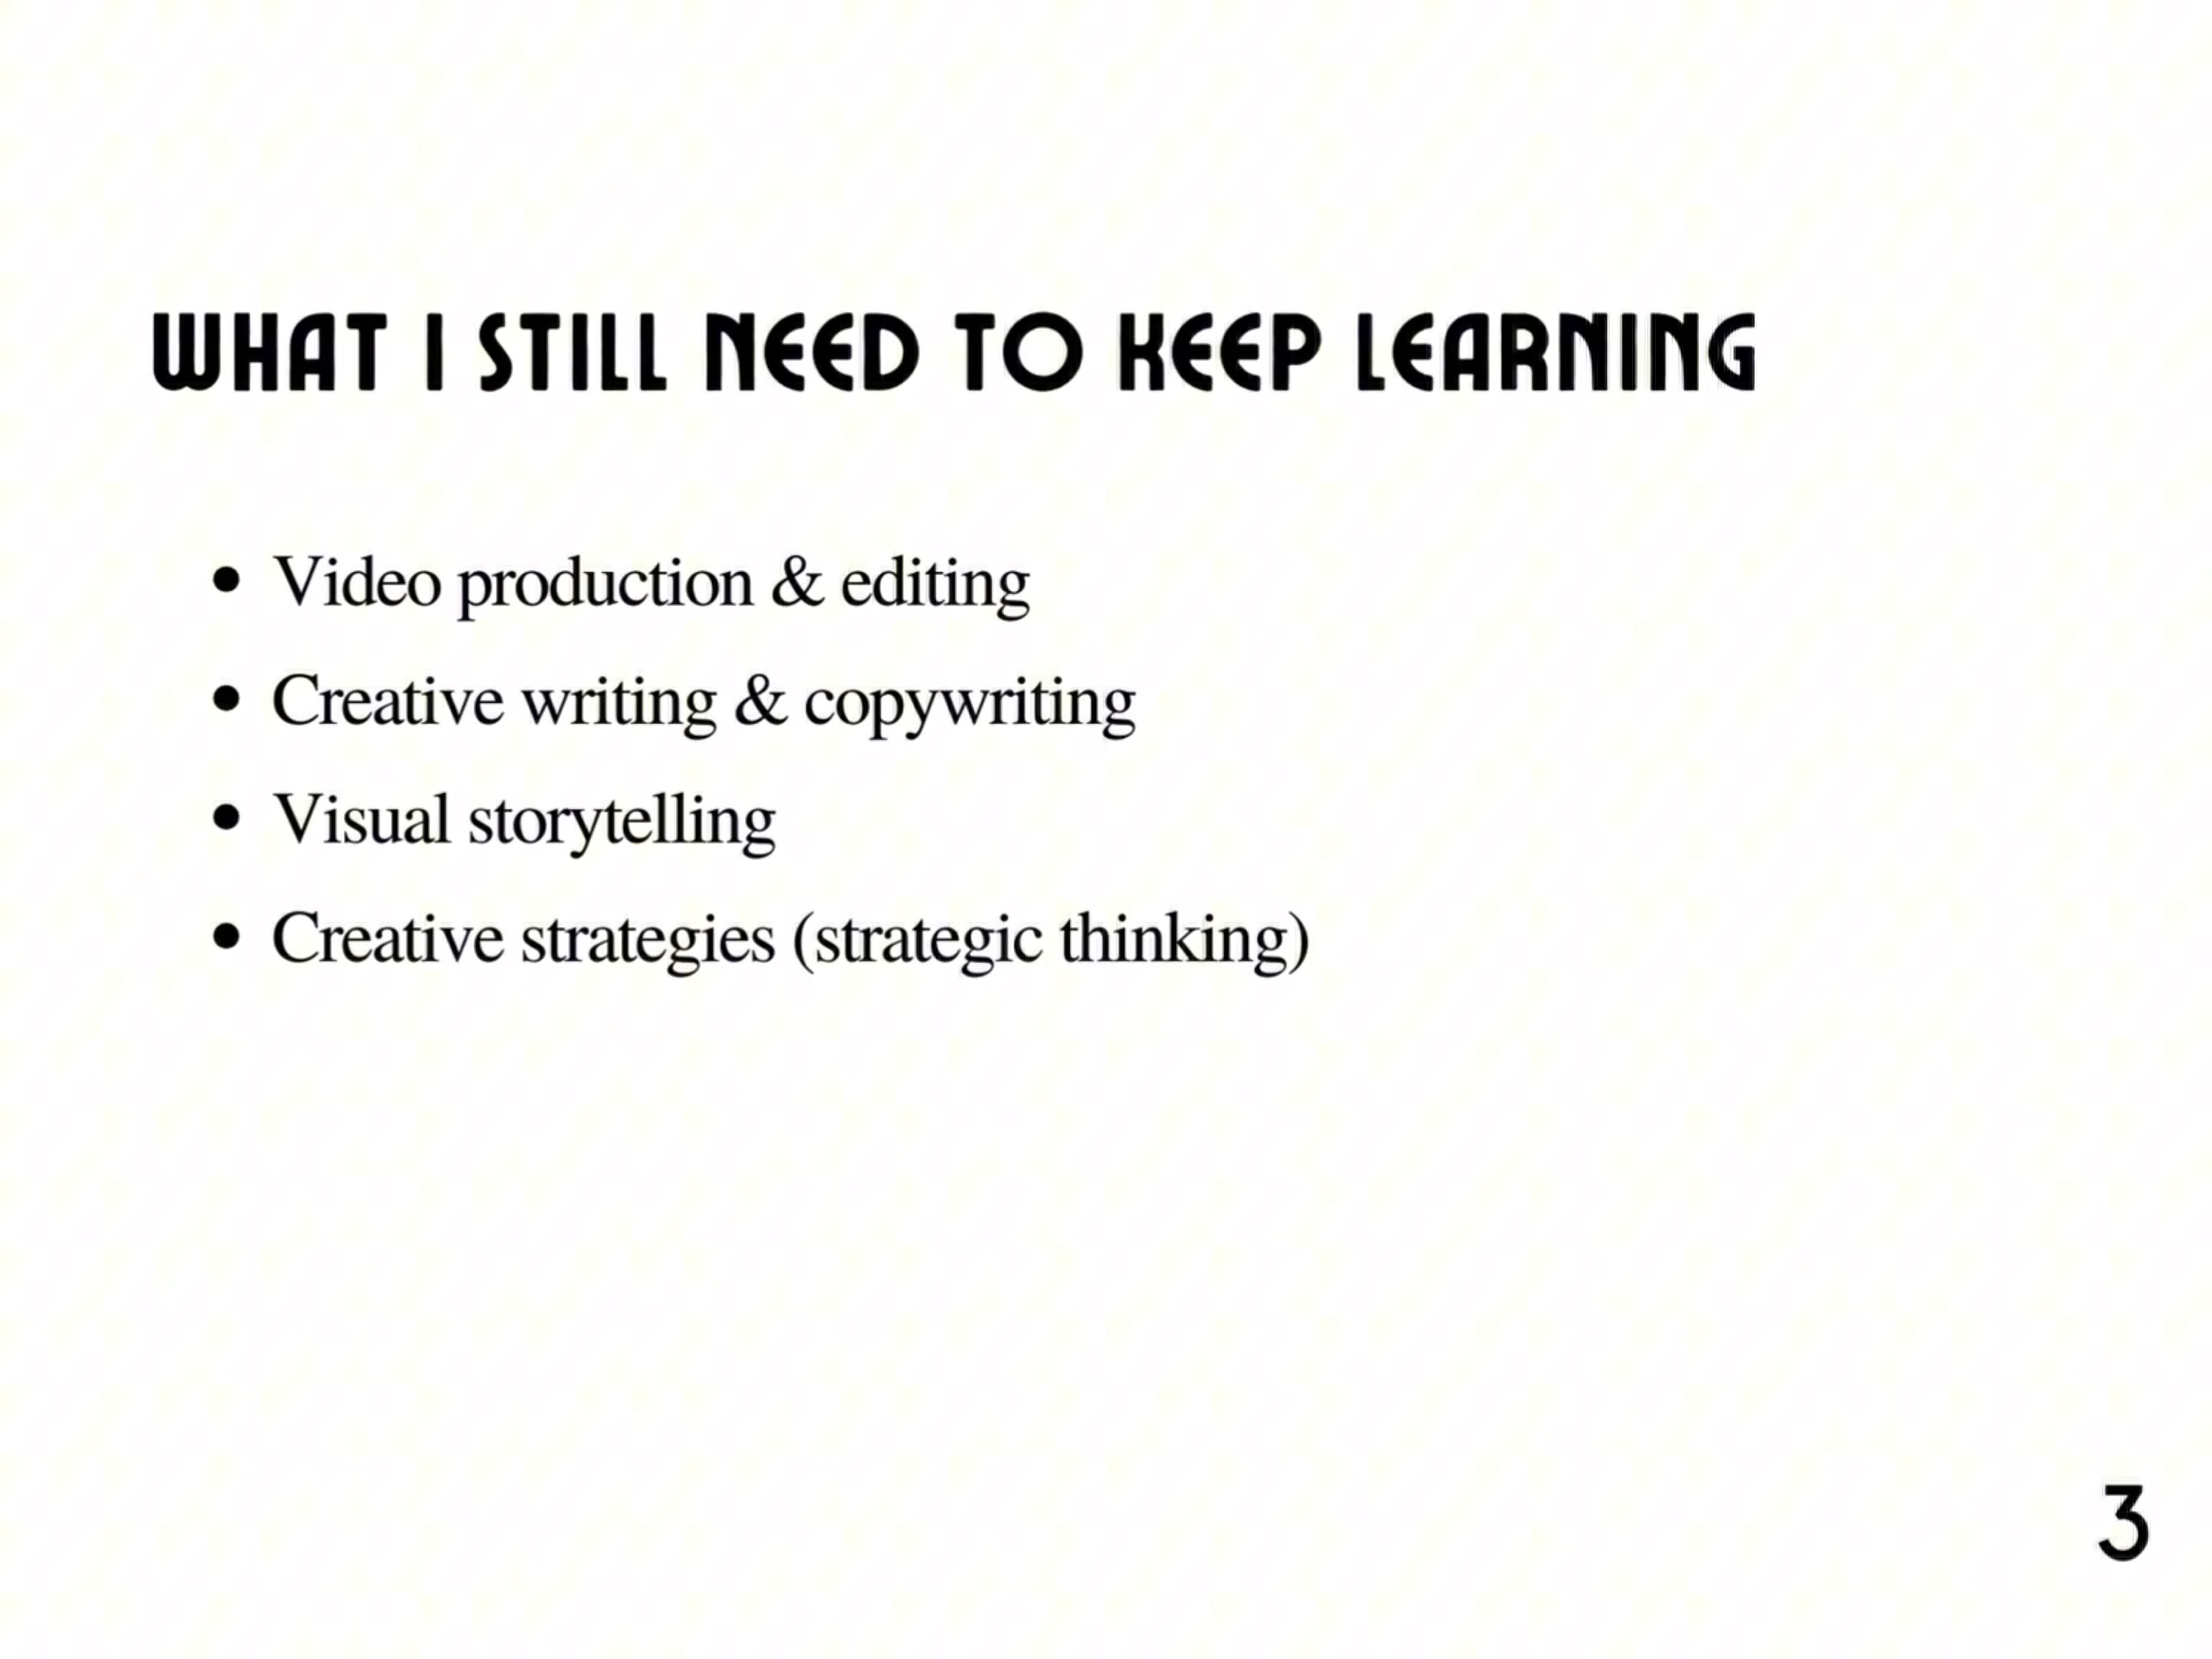 WHAT I STILL NEED TO KEEP LEARNING
• Video production & editing
• Creative writing & copywriting
• Visual storytelling
• Creative strategies (strategic thinking)
3